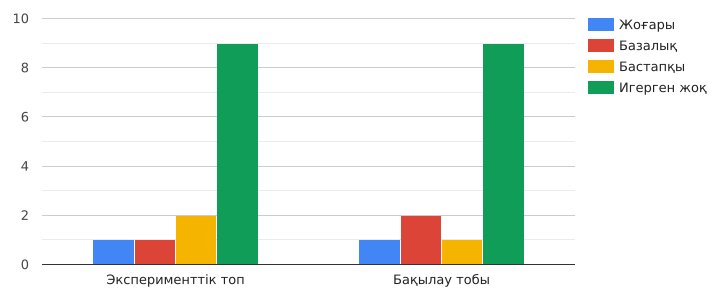 10
8
6
4
2
0
Эксперименттік топ
Бақылау тобы
Жоғары
Базалық
Бастапқы
Игерген жоқ